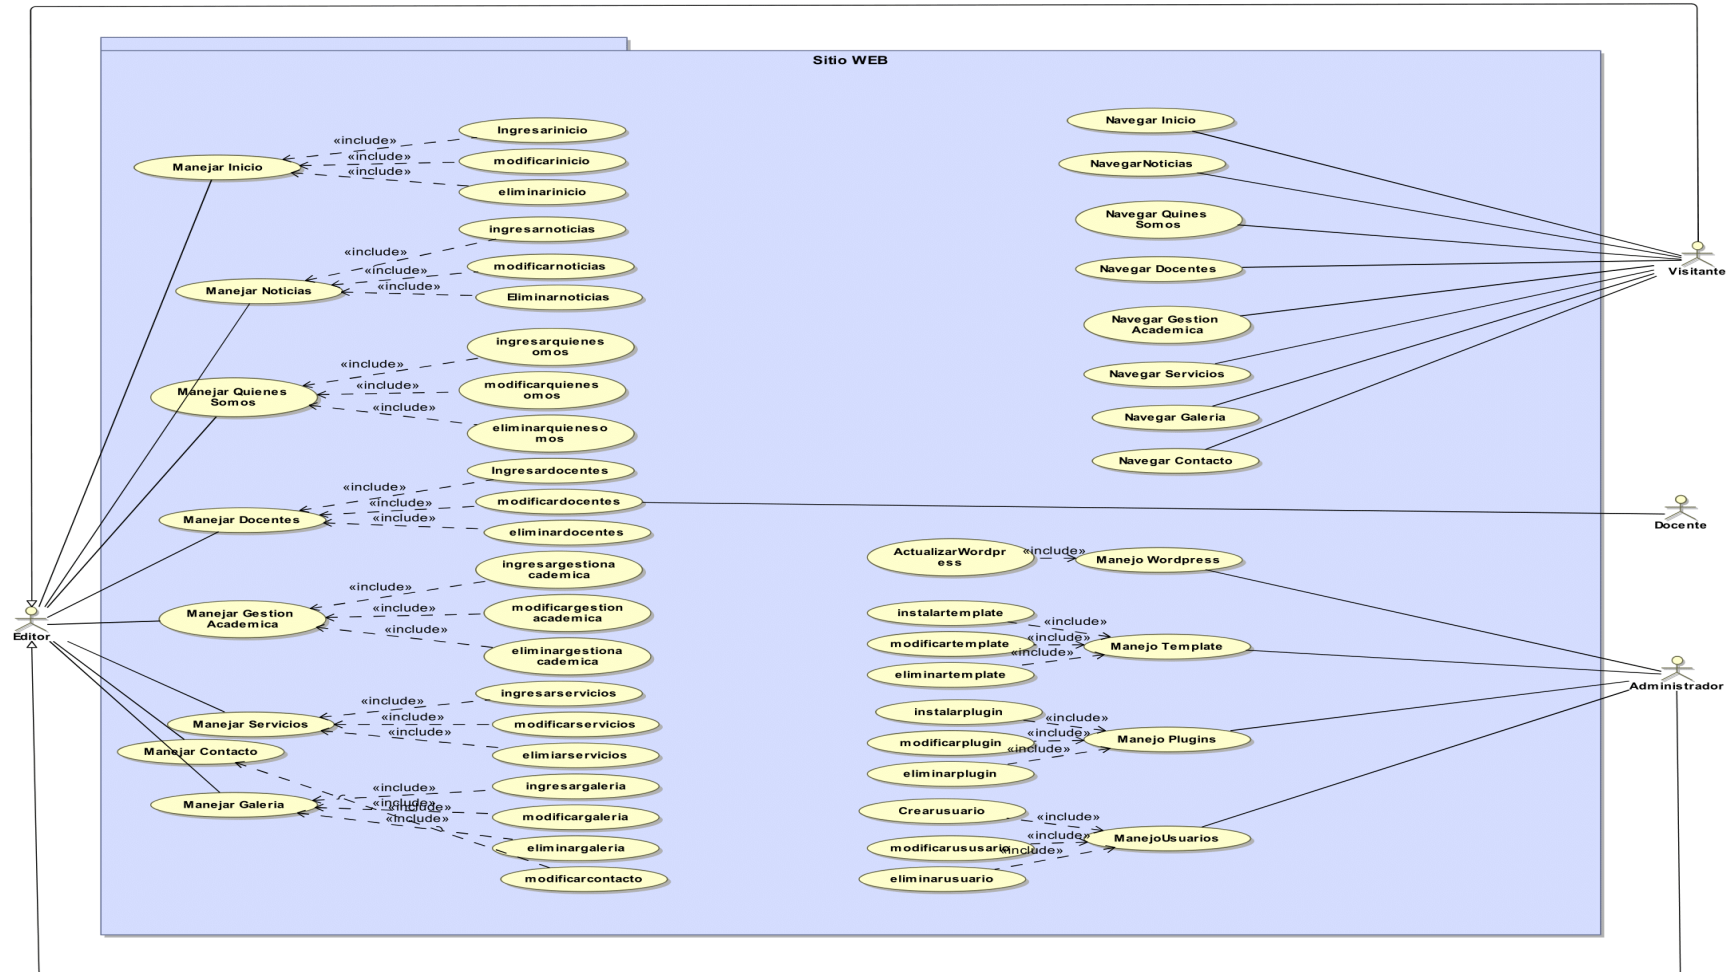 Sitio WEB
«include»
«include»
«include»
Manejar Inicio
Ingresarinicio
modificarinicio
eliminarinicio
«include»
«include»
«include»
Manejar Noticias
ingresarnoticias
modificarnoticias
Eliminarnoticias
«include»
«include»
«include»
Manejar Quienes
Somos
ingresarquienes
omos
modificarquienes
omos
eliminarquieneso
mos
«include»
«include»
«include»
Manejar Docentes
Ingresardocentes
modificardocentes
eliminardocentes
«include»
«include»
«include»
Manejar Gestion
Academica
ingresargestiona
cademica
modificargestion
academica
eliminargestiona
cademica
Editor
«include»
«include»
«include»
Manejar Servicios
ingresarservicios
modificarservicios
elimiarservicios
Manejar Contacto
«include»
«include»
«include»
«include»
Manejar Galeria
ingresargaleria
modificargaleria
eliminargaleria
modificarcontacto
Navegar Inicio
NavegarNoticias
Navegar Quines
Somos
Navegar Docentes
Navegar Gestion
Academica
Navegar Servicios
Navegar Galeria
Navegar Contacto
Visitante
Docente
ActualizarWordpr
ess
«include»
Manejo Wordpress
instalartemplate
modificartemplate
eliminartemplate
«include»
«include»
«include»
Manejo Template
Administrador
instalarplugin
modificarplugin
eliminarplugin
«include»
«include»
«include»
Manejo Plugins
Crearusuario
modificarususario
eliminarusuario
«include»
«include»
«include»
ManejoUsuarios